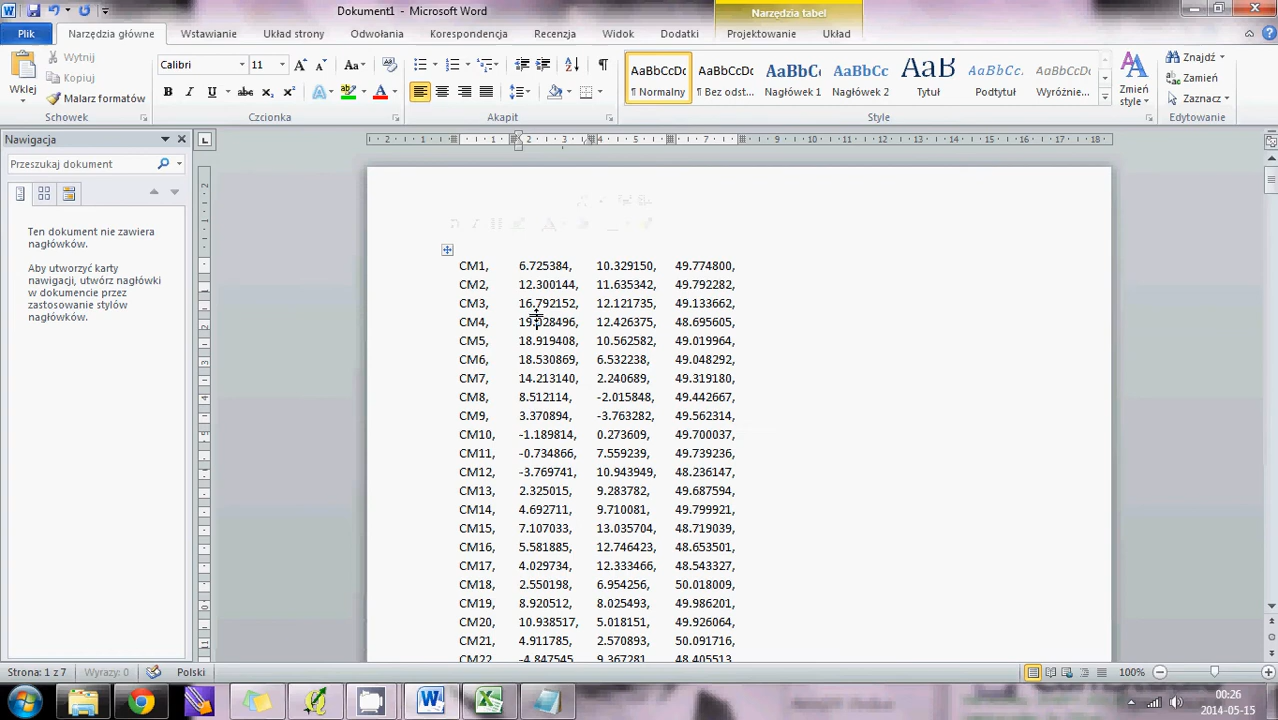 Dokument1 - Microsoft Word
Narzędzia tabel
Plik
Narzędzia główne
Wstawianie
Układ strony
Odwołania
Korespondencja
Recenzja
Widok
Dodatki
Projektowanie
Układ
Wklej
Wytnij
Kopiuj
Malarz formatów
Schowek
Calibri
11
Czcionka
Akapit
AaBbCcDc
¶ Normalny
AaBbCcDc
¶ Bez odst...
AaBbCc
Nagłówek 1
AaBbCc
Nagłówek 2
AaB
Tytuł
AaBbCcL
Podtytuł
AaBbCcDc
Wyróżnie...
Style
Zmień
style
Znajdź
Zamień
Zaznacz
Edytowanie
Nawigacja
Przeszukaj dokument
Ten dokument nie zawiera
nagłówków.
Aby utworzyć karty
nawigacji, utwórz nagłówki
w dokumencie przez
zastosowanie stylów
nagłówków.
CM1, 6.725384, 10.329150, 49.774800,
CM2, 12.300144, 11.635342, 49.792282,
CM3, 16.792152, 12.121735, 49.133662,
CM4, 12.426375, 48.695605,
CM5, 18.919408, 10.562582, 49.019964,
CM6, 18.530869, 6.532238, 49.048292,
CM7, 14.213140, 2.240689, 49.319180,
CM8, 8.512114, -2.015848, 49.442667,
CM9, 3.370894, -3.763282, 49.562314,
CM10, -1.189814, 0.273609, 49.700037,
CM11, -0.734866, 7.559239, 49.739236,
CM12, -3.769741, 10.943949, 48.236147,
CM13, 2.325015, 9.283782, 49.687594,
CM14, 4.692711, 9.710081, 49.799921,
CM15, 7.107033, 13.035704, 48.719039,
CM16, 5.581885, 12.746423, 48.653501,
CM17, 4.029734, 12.333466, 48.543327,
CM18, 2.550198, 6.954256, 50.018009,
CM19, 8.920512, 8.025493, 49.986201,
CM20, 10.938517, 5.018151, 49.926064,
CM21, 4.911785, 2.570893, 50.091716,
CM22, -4.847545, 9.367281, 48.405513,
Strona: 1 z 7
Wyrazy: 0
Polski
100%
00:26
2014-05-15